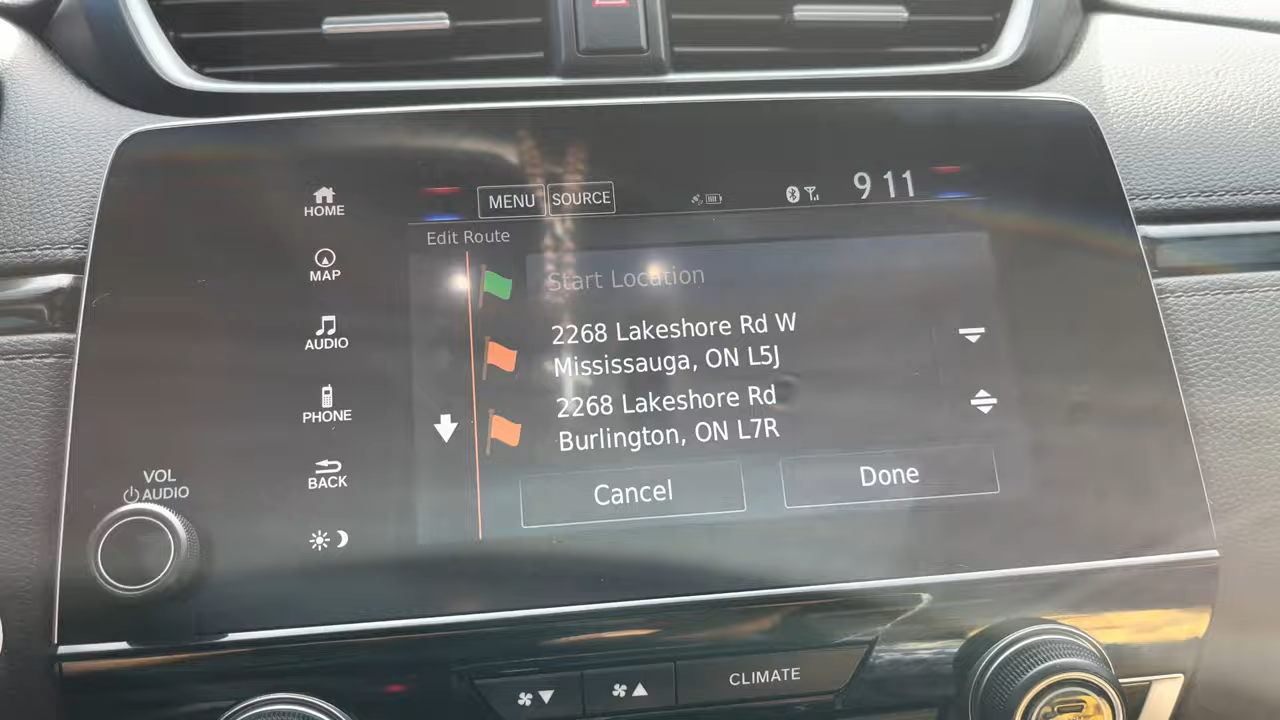 MENU
SOURCE
9 11
HOME
Edit Route
MAP
Start Location
AUDIO
2268 Lakeshore Rd W
Mississauga, ON L5J
PHONE
2268 Lakeshore Rd
Burlington, ON L7R
BACK
Cancel
Done
VOL
AUDIO
CLIMATE